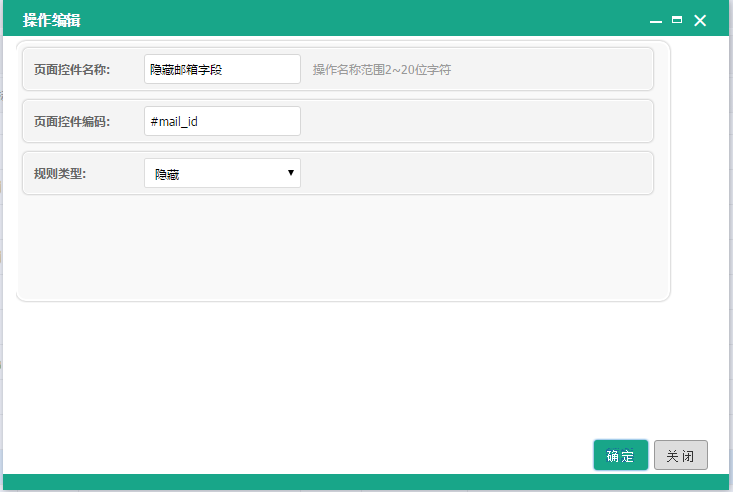 操作编辑
页面控件名称: 隐藏邮箱字段 操作名称范围2~20位字符
页面控件编码: #mail_id
规则类型: 隐藏
确定 关闭